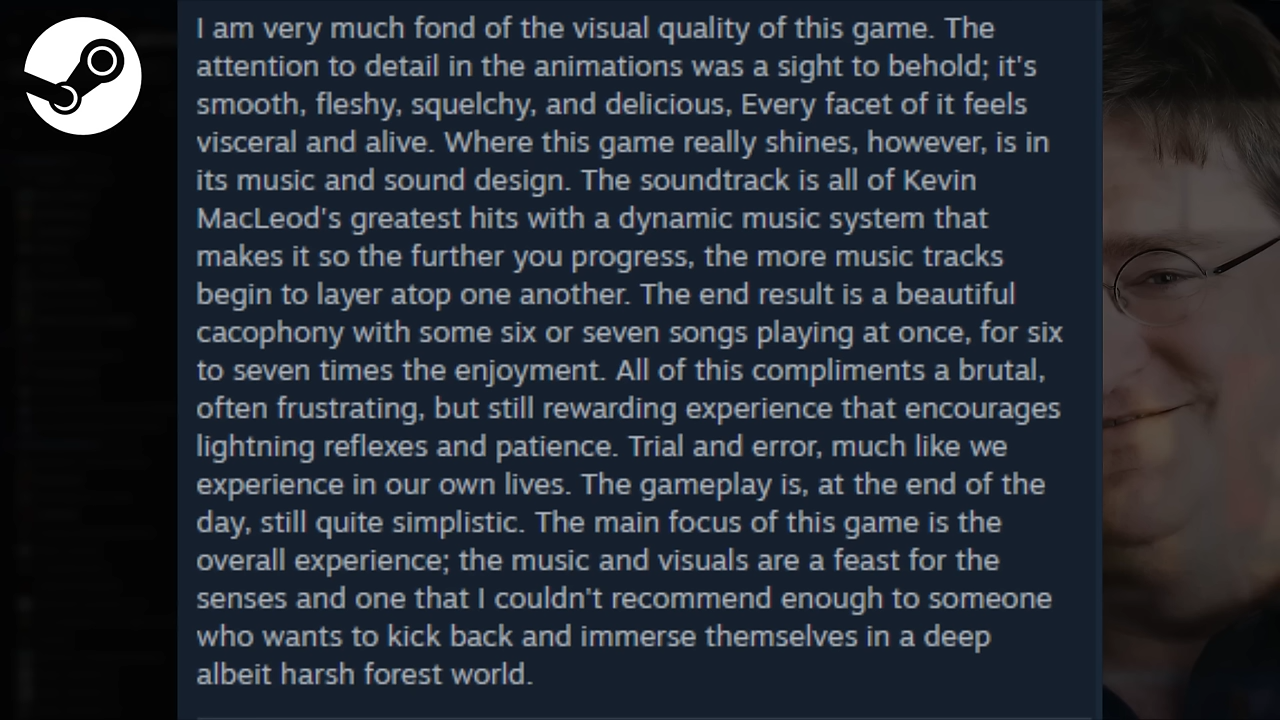 I am very much fond of the visual quality of this game. The
attention to detail in the animations was a sight to behold; it's
smooth, fleshy, squelchy, and delicious, Every facet of it feels
visceral and alive. Where this game really shines, however, is in
its music and sound design. The soundtrack is all of Kevin
MacLeod's greatest hits with a dynamic music system that
makes it so the further you progress, the more music tracks
begin to layer atop one another. The end result is a beautiful
cacophony with some six or seven songs playing at once, for six
to seven times the enjoyment. All of this compliments a brutal,
often frustrating, but still rewarding experience that encourages
lightning reflexes and patience. Trial and error, much like we
experience in our own lives. The gameplay is, at the end of the
day, still quite simplistic. The main focus of this game is the
overall experience; the music and visuals are a feast for the
senses and one that I couldn't recommend enough to someone
who wants to kick back and immerse themselves in a deep
albeit harsh forest world.